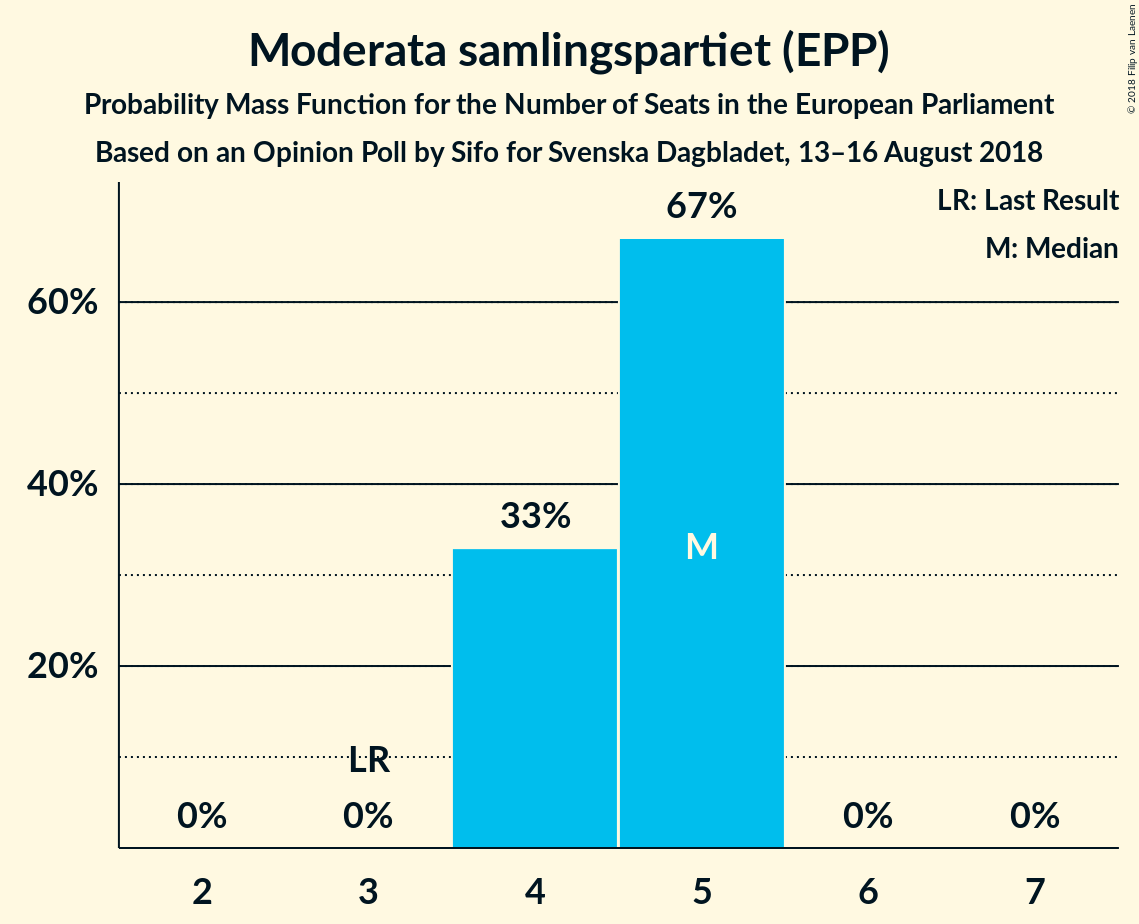 Moderata samlingspartiet (EPP)
Probability Mass Function for the Number of Seats in the European Parliament
Based on an Opinion Poll by Sifo for Svenska Dagbladet, 13–16 August 2018
© 2018 Filip van Laenen
LR: Last Result
M: Median
67%
60%
40%
33%
M
20%
LR
0%
0%
0%
0%
2
3
4
5
6
7